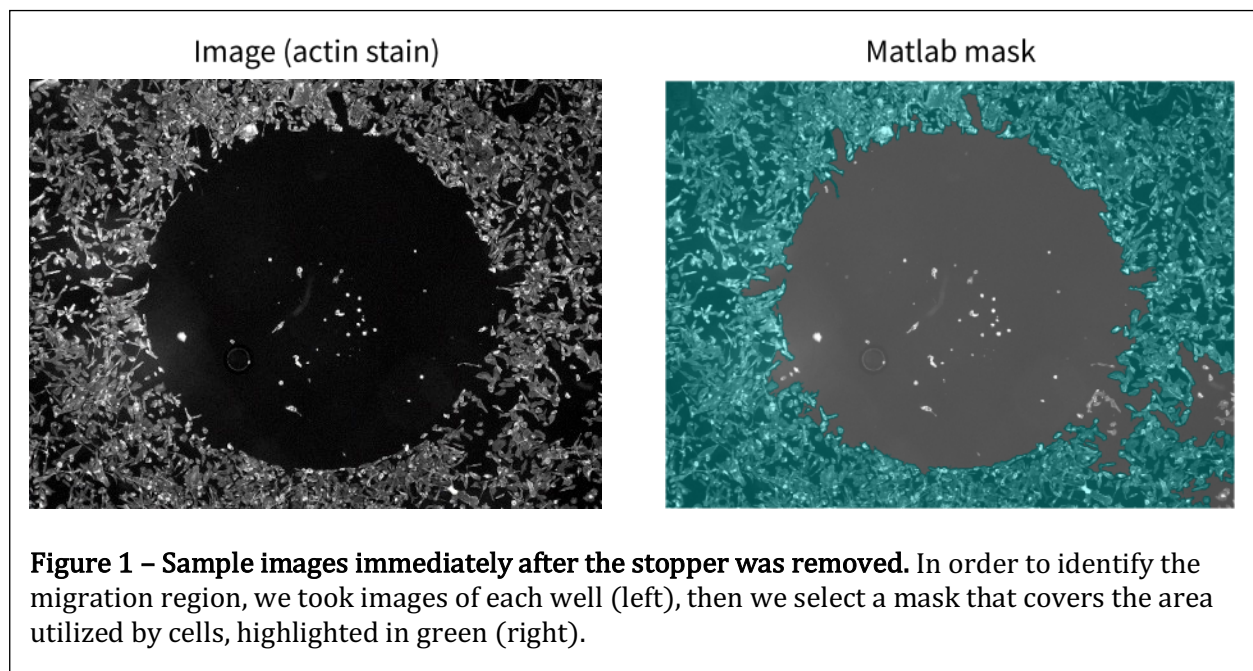 Image (actin stain)
Matlab mask
Figure 1 – Sample images immediately after the stopper was removed. In order to identify the
migration region, we took images of each well (left), then we select a mask that covers the area
utilized by cells, highlighted in green (right).